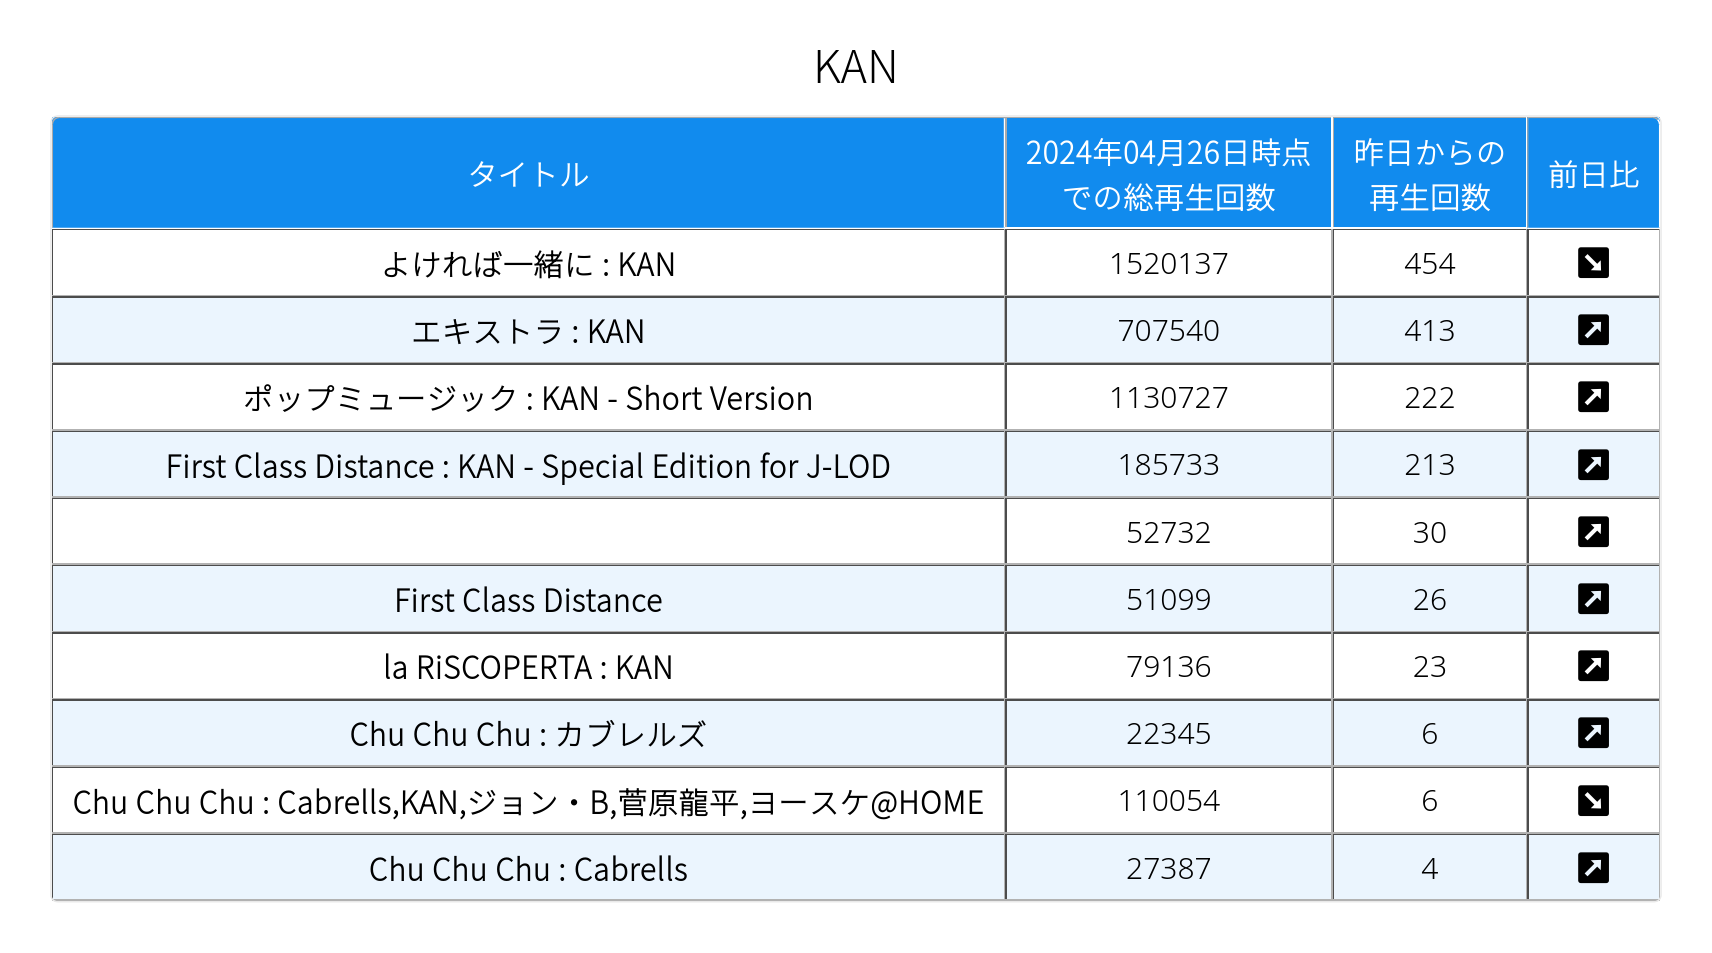 KAN
タイトル
2024年04月26日時点
での総再生回数
昨日からの
再生回数
前日比
よければ一緒に : KAN
1520137
454
エキストラ : KAN
707540
413
ポップミュージック : KAN - Short Version
1130727
222
First Class Distance : KAN - Special Edition for J-LOD
185733
213
52732
30
First Class Distance
51099
26
la RiSCOPERTA : KAN
79136
23
Chu Chu Chu : カブレルズ
22345
6
Chu Chu Chu : Cabrells,KAN,ジョン・B,菅原龍平,ヨースケ@HOME
110054
6
Chu Chu Chu : Cabrells
27387
4